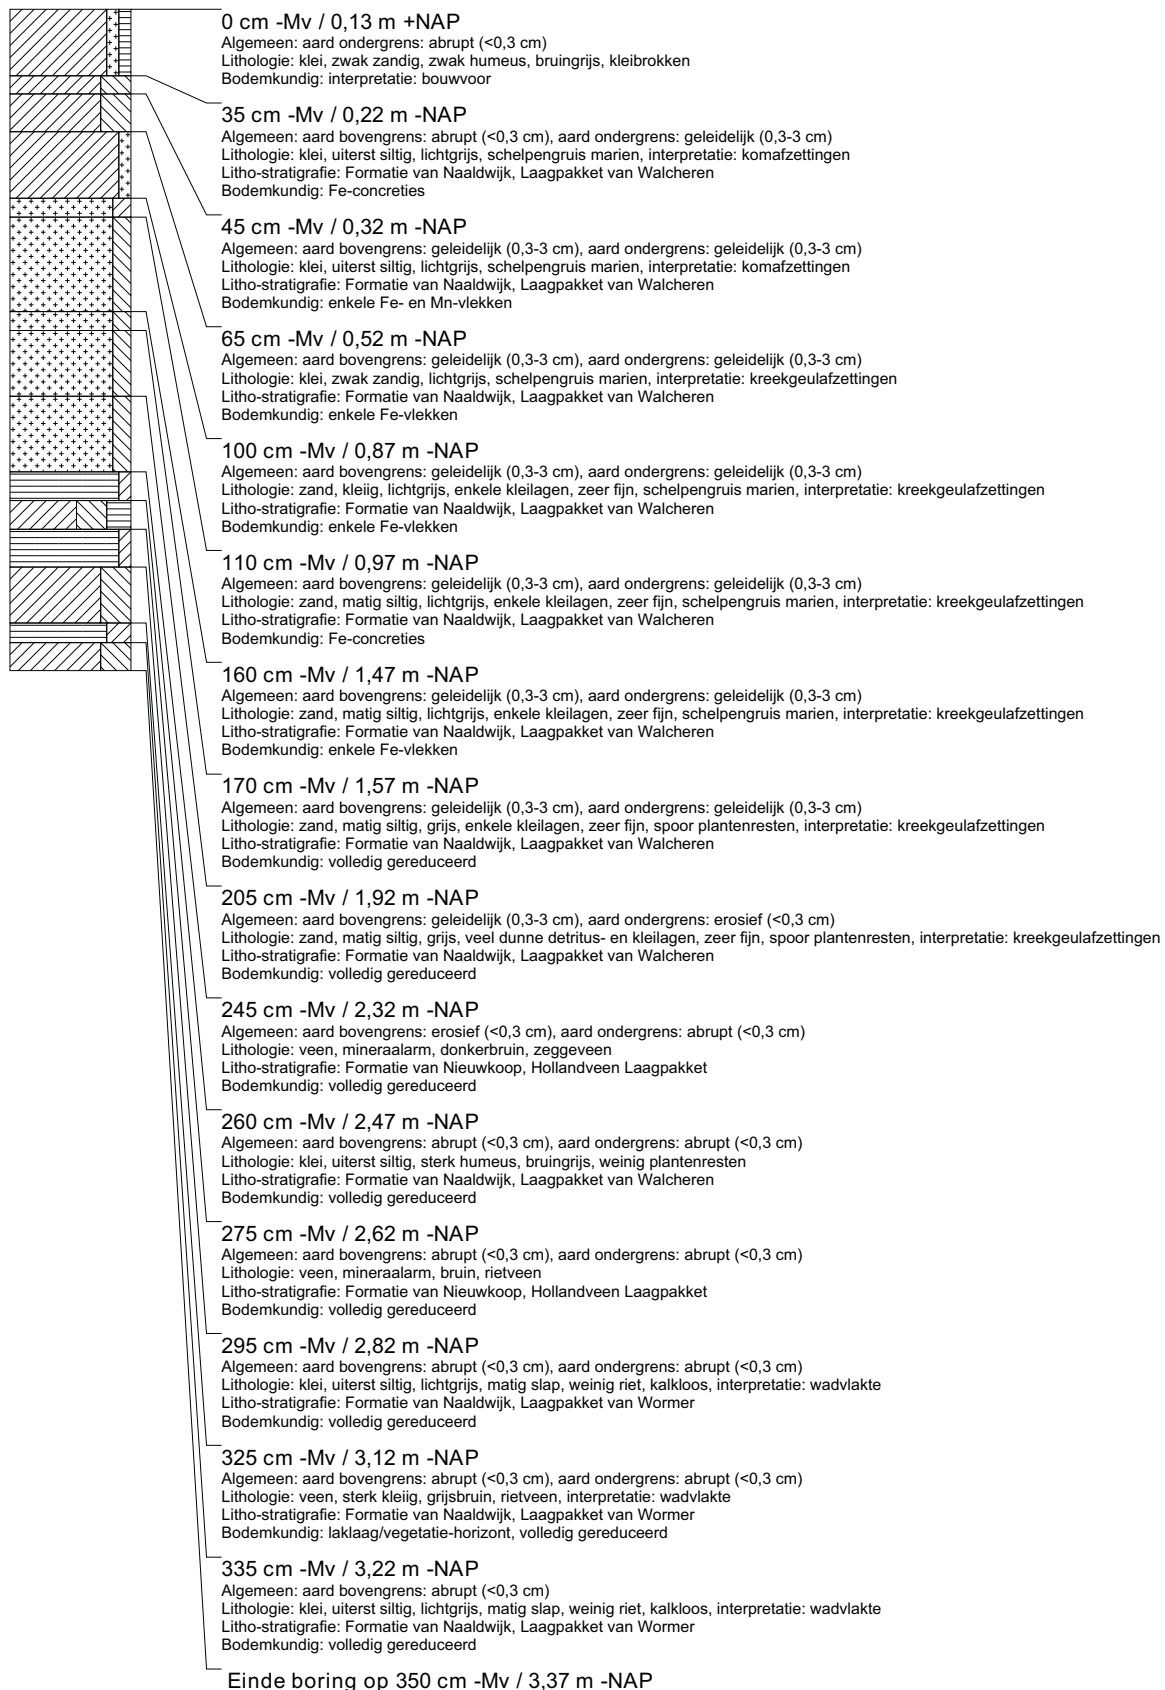 0 cm -Mv / 0,13 m +NAP
Algemeen: aard ondergrens: abrupt (<0,3 cm)
Lithologie: klei, zwak zandig, zwak humeus, bruingrijs, kleibrokken
Bodemkundig: interpretatie: bouwvoor
35 cm -Mv / 0,22 m -NAP
Algemeen: aard bovengrens: abrupt (<0,3 cm), aard ondergrens: geleidelijk (0,3-3 cm)
Lithologie: klei, uiterst siltig, lichtgrijs, schelpengruis marien, interpretatie: komafzettingen
Litho-stratigrafie: Formatie van Naaldwijk, Laagpakket van Walcheren
Bodemkundig: Fe-concreties
45 cm -Mv / 0,32 m -NAP
Algemeen: aard bovengrens: geleidelijk (0,3-3 cm), aard ondergrens: geleidelijk (0,3-3 cm)
Lithologie: klei, uiterst siltig, lichtgrijs, schelpengruis marien, interpretatie: komafzettingen
Litho-stratigrafie: Formatie van Naaldwijk, Laagpakket van Walcheren
Bodemkundig: enkele Fe- en Mn-vlekken
65 cm -Mv / 0,52 m -NAP
Algemeen: aard bovengrens: geleidelijk (0,3-3 cm), aard ondergrens: geleidelijk (0,3-3 cm)
Lithologie: klei, zwak zandig, lichtgrijs, schelpengruis marien, interpretatie: kreekgeulafzettingen
Litho-stratigrafie: Formatie van Naaldwijk, Laagpakket van Walcheren
Bodemkundig: enkele Fe-vlekken
100 cm -Mv / 0,87 m -NAP
Algemeen: aard bovengrens: geleidelijk (0,3-3 cm), aard ondergrens: geleidelijk (0,3-3 cm)
Lithologie: zand, kleiig, lichtgrijs, enkele kleilagen, zeer fijn, schelpengruis marien, interpretatie: kreekgeulafzettingen
Litho-stratigrafie: Formatie van Naaldwijk, Laagpakket van Walcheren
Bodemkundig: enkele Fe-vlekken
110 cm -Mv / 0,97 m -NAP
Algemeen: aard bovengrens: geleidelijk (0,3-3 cm), aard ondergrens: geleidelijk (0,3-3 cm)
Lithologie: zand, matig siltig, lichtgrijs, enkele kleilagen, zeer fijn, schelpengruis marien, interpretatie: kreekgeulafzettingen
Litho-stratigrafie: Formatie van Naaldwijk, Laagpakket van Walcheren
Bodemkundig: Fe-concreties
160 cm -Mv / 1,47 m -NAP
Algemeen: aard bovengrens: geleidelijk (0,3-3 cm), aard ondergrens: geleidelijk (0,3-3 cm)
Lithologie: zand, matig siltig, lichtgrijs, enkele kleilagen, zeer fijn, schelpengruis marien, interpretatie: kreekgeulafzettingen
Litho-stratigrafie: Formatie van Naaldwijk, Laagpakket van Walcheren
Bodemkundig: enkele Fe-vlekken
170 cm -Mv / 1,57 m -NAP
Algemeen: aard bovengrens: geleidelijk (0,3-3 cm), aard ondergrens: geleidelijk (0,3-3 cm)
Lithologie: zand, matig siltig, grijs, enkele kleilagen, zeer fijn, spoor plantenresten, interpretatie: kreekgeulafzettingen
Litho-stratigrafie: Formatie van Naaldwijk, Laagpakket van Walcheren
Bodemkundig: volledig gereduceerd
205 cm -Mv / 1,92 m -NAP
Algemeen: aard bovengrens: geleidelijk (0,3-3 cm), aard ondergrens: erosief (<0,3 cm)
Lithologie: zand, matig siltig, grijs, veel dunne detritus- en kleilagen, zeer fijn, spoor plantenresten, interpretatie: kreekgeulafzettingen
Litho-stratigrafie: Formatie van Naaldwijk, Laagpakket van Walcheren
Bodemkundig: volledig gereduceerd
245 cm -Mv / 2,32 m -NAP
Algemeen: aard bovengrens: erosief (<0,3 cm), aard ondergrens: abrupt (<0,3 cm)
Lithologie: veen, mineraalarm, donkerbruin, zeggeveen
Litho-stratigrafie: Formatie van Nieuwkoop, Hollandveen Laagpakket
Bodemkundig: volledig gereduceerd
260 cm -Mv / 2,47 m -NAP
Algemeen: aard bovengrens: abrupt (<0,3 cm), aard ondergrens: abrupt (<0,3 cm)
Lithologie: klei, uiterst siltig, sterk humeus, bruingrijs, weinig plantenresten
Litho-stratigrafie: Formatie van Naaldwijk, Laagpakket van Walcheren
Bodemkundig: volledig gereduceerd
275 cm -Mv / 2,62 m -NAP
Algemeen: aard bovengrens: abrupt (<0,3 cm), aard ondergrens: abrupt (<0,3 cm)
Lithologie: veen, mineraalarm, bruin, rietveen
Litho-stratigrafie: Formatie van Nieuwkoop, Hollandveen Laagpakket
Bodemkundig: volledig gereduceerd
295 cm -Mv / 2,82 m -NAP
Algemeen: aard bovengrens: abrupt (<0,3 cm), aard ondergrens: abrupt (<0,3 cm)
Lithologie: klei, uiterst siltig, lichtgrijs, matig slap, weinig riet, kalkloos, interpretatie: wadvlakte
Litho-stratigrafie: Formatie van Naaldwijk, Laagpakket van Wormer
Bodemkundig: volledig gereduceerd
325 cm -Mv / 3,12 m -NAP
Algemeen: aard bovengrens: abrupt (<0,3 cm), aard ondergrens: abrupt (<0,3 cm)
Lithologie: veen, sterk kleiig, grijsbruin, rietveen, interpretatie: wadvlakte
Litho-stratigrafie: Formatie van Naaldwijk, Laagpakket van Wormer
Bodemkundig: laklaag/vegetatie-horizont, volledig gereduceerd
335 cm -Mv / 3,22 m -NAP
Algemeen: aard bovengrens: abrupt (<0,3 cm)
Lithologie: klei, uiterst siltig, lichtgrijs, matig slap, weinig riet, kalkloos, interpretatie: wadvlakte
Litho-stratigrafie: Formatie van Naaldwijk, Laagpakket van Wormer
Bodemkundig: volledig gereduceerd
Einde boring op 350 cm -Mv / 3,37 m -NAP